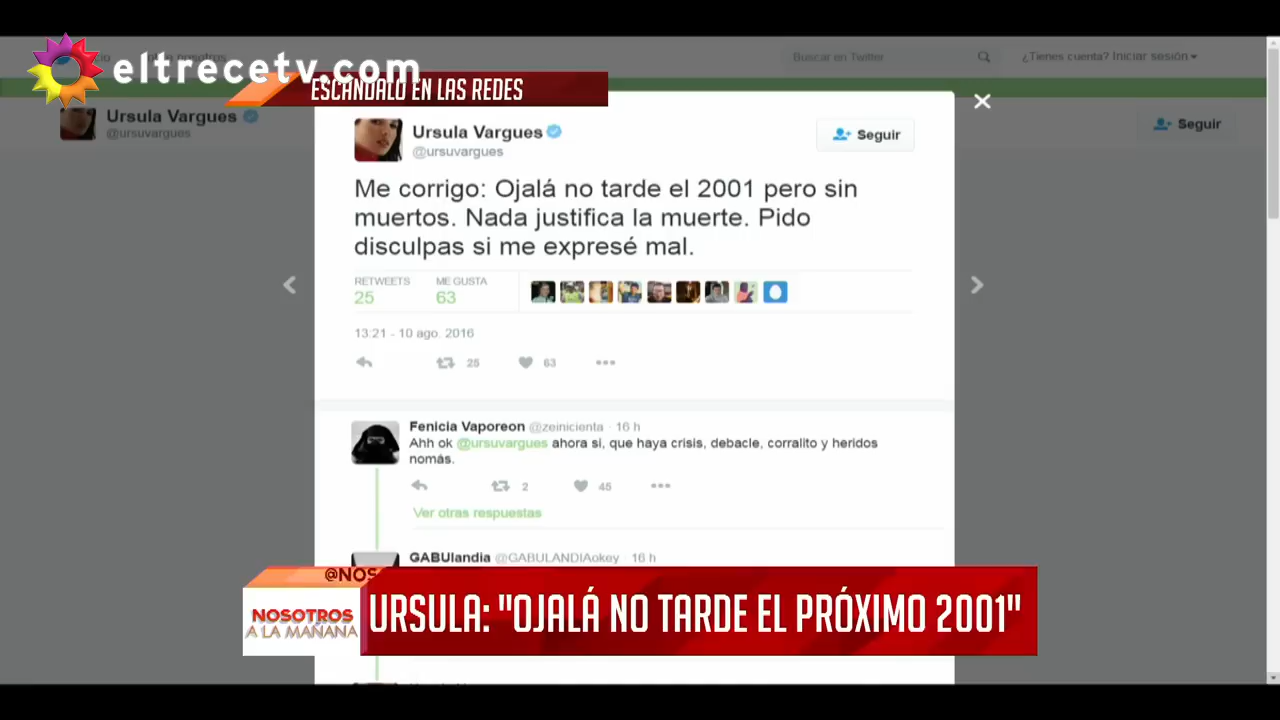 eltrecetv.com
ESCÁNDALO EN LAS REDES
Buscar en Twitter
¿Tienes cuenta? Iniciar sesión
Ursula Vargues
@ursuvargues
Seguir
Ursula Vargues
@ursuvargues
Seguir
Me corrigo: Ojalá no tarde el 2001 pero sin
muertos. Nada justifica la muerte. Pido
disculpas si me expresé mal.
RETWEETS
25
ME GUSTA
63
13:21 - 10 ago. 2016
25
63
Fenicia Vaporeon @zeinicienta · 16 h
Ahh ok @ursuvargues ahora si, que haya crisis, debacle, corralito y heridos
nomás.
2
45
Ver otras respuestas
GABUlandia @GABULANDIAokey · 16 h
@NOS
NOSOTROS
A LA MAÑANA
URSULA: "OJALÁ NO TARDE EL PRÓXIMO 2001"